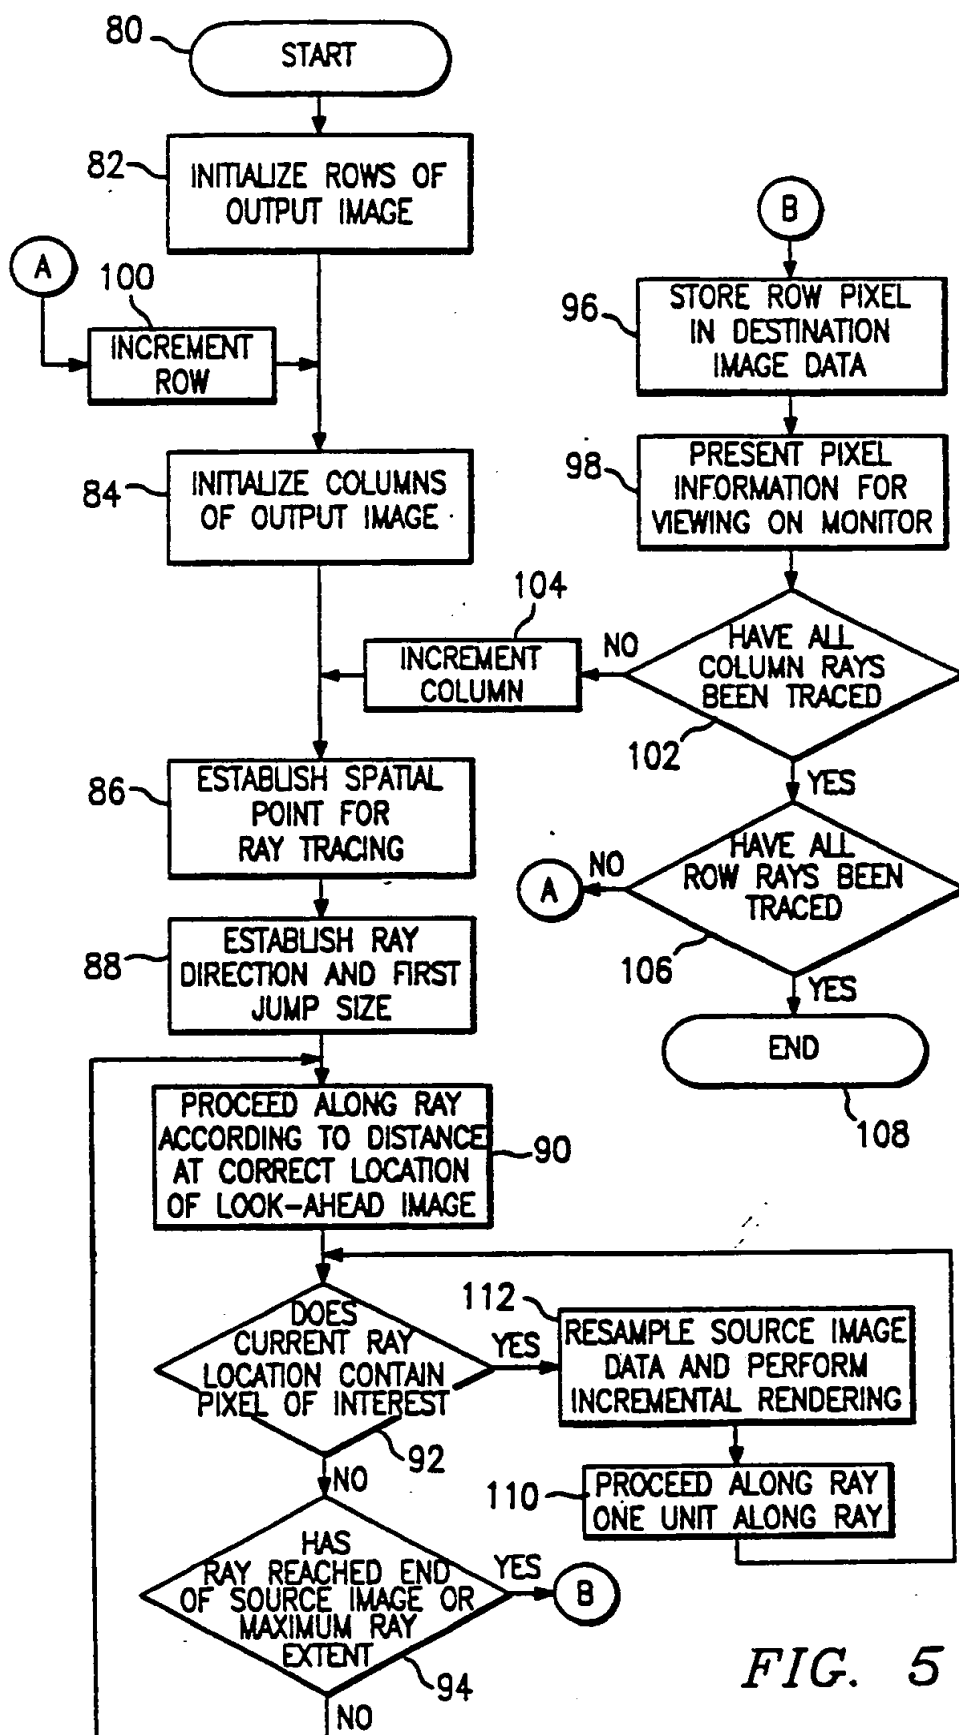 80
START
82
INITIALIZE ROWS OF
OUTPUT IMAGE
A
100
INCREMENT
ROW
84
INITIALIZE COLUMNS
OF OUTPUT IMAGE
104
INCREMENT
COLUMN
86
ESTABLISH SPATIAL
POINT FOR
RAY TRACING
88
ESTABLISH RAY
DIRECTION AND FIRST
JUMP SIZE
PROCEED ALONG RAY
ACCORDING TO DISTANCE
AT CORRECT LOCATION
OF LOOK-AHEAD IMAGE
90
DOES
CURRENT RAY
LOCATION CONTAIN
PIXEL OF INTEREST
92
YES
NO
112
RESAMPLE SOURCE IMAGE
DATA AND PERFORM
INCREMENTAL RENDERING
110
PROCEED ALONG RAY
ONE UNIT ALONG RAY
HAS
RAY REACHED END
OF SOURCE IMAGE OR
MAXIMUM RAY
EXTENT
94
YES
B
NO
B
96
STORE ROW PIXEL
IN DESTINATION
IMAGE DATA
98
PRESENT PIXEL
INFORMATION FOR
VIEWING ON MONITOR
HAVE ALL
COLUMN RAYS
BEEN TRACED
102
NO
YES
HAVE ALL
ROW RAYS BEEN
TRACED
106
NO
A
YES
END
108
FIG. 5